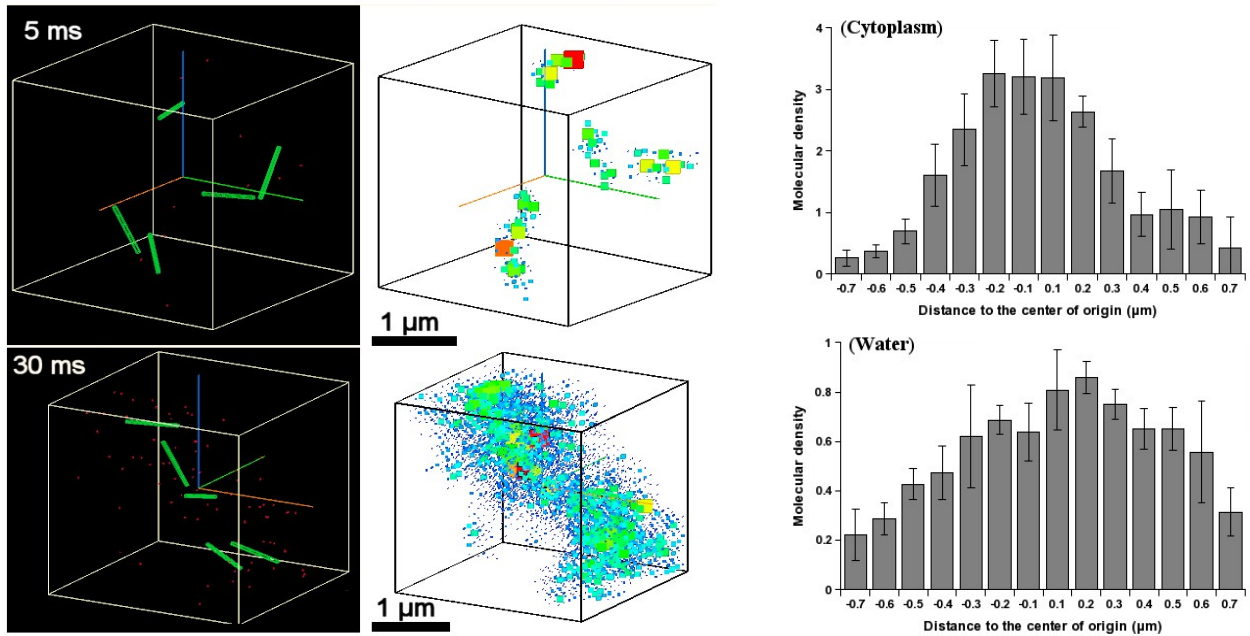 5 ms
1 µm
30 ms
1 µm
(Cytoplasm)
Molecular density
4
3
2
1
0
-0.7 -0.6 -0.5 -0.4 -0.3 -0.2 -0.1 0.1 0.2 0.3 0.4 0.5 0.6 0.7
Distance to the center of origin (µm)
(Water)
Molecular density
1
0.8
0.6
0.4
0.2
0
-0.7 -0.6 -0.5 -0.4 -0.3 -0.2 -0.1 0.1 0.2 0.3 0.4 0.5 0.6 0.7
Distance to the center of origin (µm)